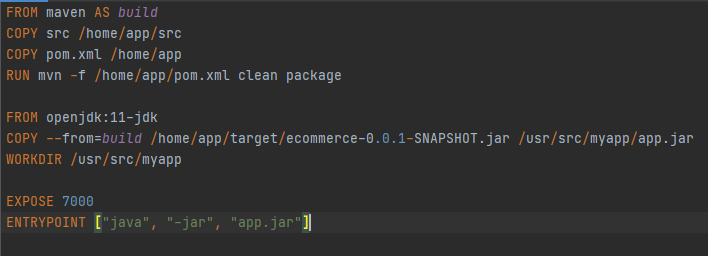 FROM maven AS build
COPY src /home/app/src
COPY pom.xml /home/app
RUN mvn -f /home/app/pom.xml clean package
FROM openjdk:11-jdk
COPY --from=build /home/app/target/ecommerce-0.0.1-SNAPSHOT.jar /usr/src/myapp/app.jar
WORKDIR /usr/src/myapp
EXPOSE 7000
ENTRYPOINT ["java", "-jar", "app.jar"]